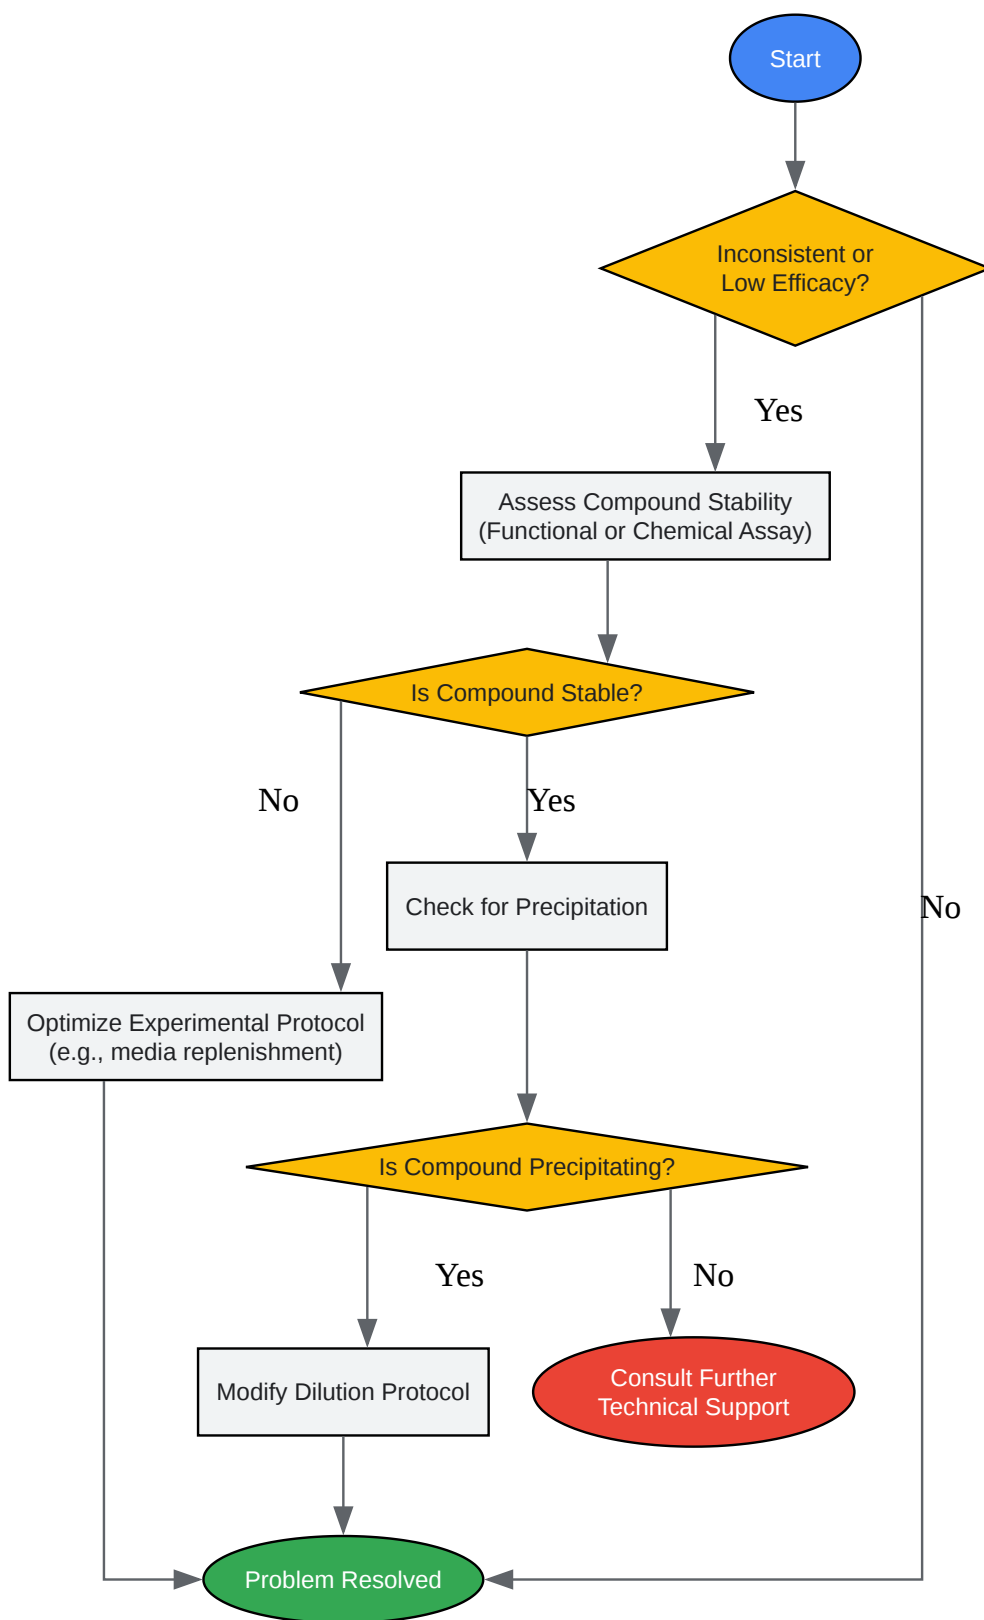 Start
Inconsistent or
Low Efficacy?
Yes
Assess Compound Stability
(Functional or Chemical Assay)
Is Compound Stable?
No
Yes
Check for Precipitation
No
Optimize Experimental Protocol
(e.g., media replenishment)
Is Compound Precipitating?
Yes
No
Modify Dilution Protocol
Consult Further
Technical Support
Problem Resolved